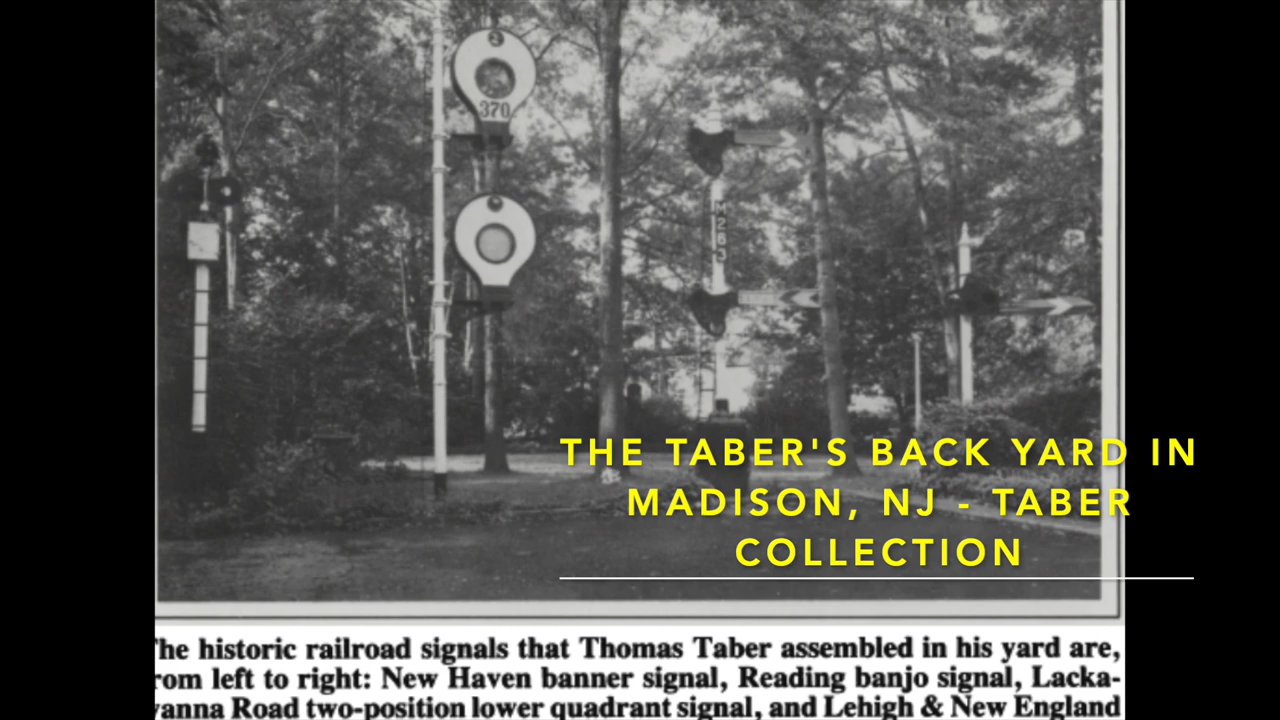 370
THE TABER'S BACK YARD IN
MADISON, NJ - TABER
COLLECTION
The historic railroad signals that Thomas Taber assembled in his yard are,
from left to right: New Haven banner signal, Reading banjo signal, Lacka-
wanna Road two-position lower quadrant signal, and Lehigh & New England